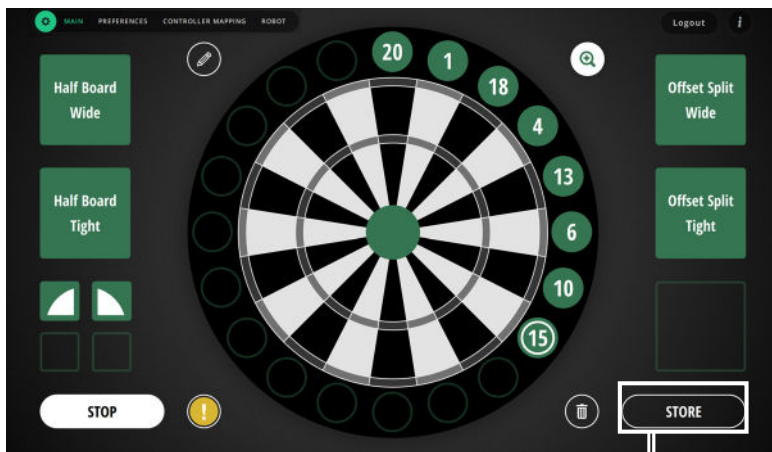 MAIN PREFERENCES CONTROLLER MAPPING ROBOT
Logout i
Half Board
Wide
20
1
18
4
13
6
10
15
Offset Split
Wide
Half Board
Tight
Offset Split
Tight
STOP
!
STORE